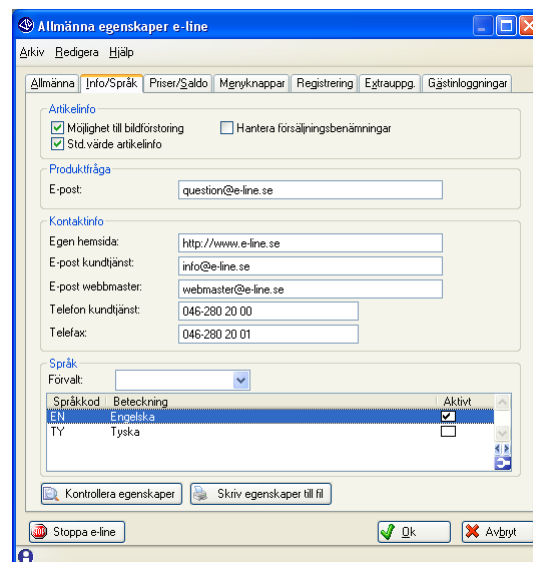 Allmänna egenskaper e-line
Arkiv Redigera Hjälp
Allmänna Info/Språk Priser/Saldo Menyknappar Registrering Extrauppg. Gästinloggningar
Artikelinfo
Möjlighet till bildförstoring Hantera försäljningsbenämningar
Std.värde artikelinfo
Produktfråga
E-post: question@e-line.se
Kontaktinfo
Egen hemsida: http://www.e-line.se
E-post kundtjänst: info@e-line.se
E-post webbmaster: webmaster@e-line.se
Telefon kundtjänst: 046-280 20 00
Telefax: 046-280 20 01
Språk
Förvalt:
Språkkod Beteckning Aktivt
EN Engelska
TY Tyska
Kontrollera egenskaper Skriv egenskaper till fil
Stoppa e-line Ok Avbryt